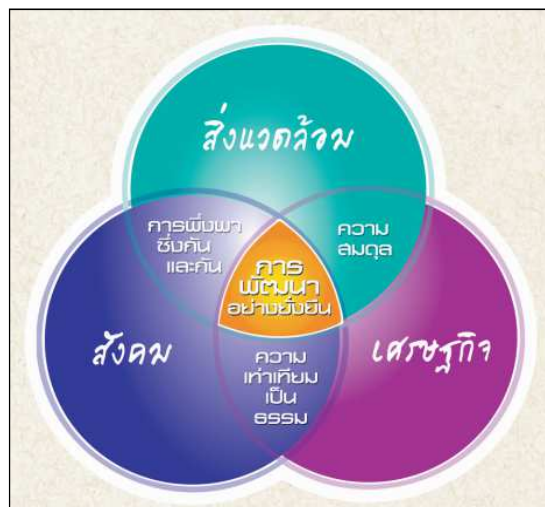 สิ่งแวดล้อม
การพึ่งพา
ซึ่งกัน
และกัน
ความ
สมดุล
การ
พัฒนา
อย่างยั่งยืน
สังคม
เศรษฐกิจ
ความ
เท่าเทียม
เป็น
ธรรม